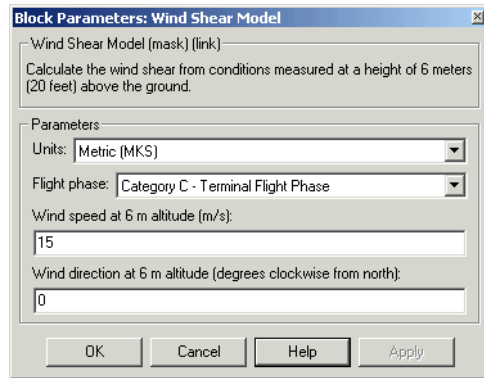 Block Parameters: Wind Shear Model
Wind Shear Model (mask) (link)
Calculate the wind shear from conditions measured at a height of 6 meters
(20 feet) above the ground.
Parameters
Units: Metric (MKS)
Flight phase: Category C - Terminal Flight Phase
Wind speed at 6 m altitude (m/s):
15
Wind direction at 6 m altitude (degrees clockwise from north):
0
OK Cancel Help Apply